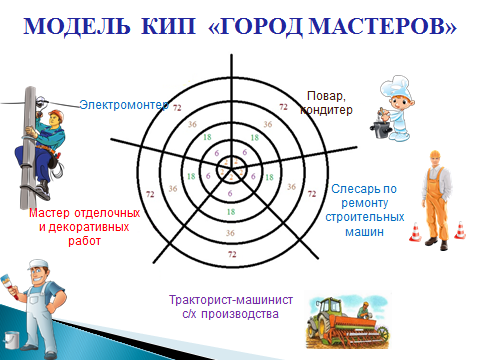 МОДЕЛЬ КИП «ГОРОД МАСТЕРОВ»
Электромонтер
Повар,
кондитер
72
72
36
36
18
18
6
6
72
36
18
6
6
18
36
72
6
18
36
72
Слесарь по
ремонту
строительных
машин
Мастер отделочных
и декоративных
работ
Тракторист-машинист
с/х производства